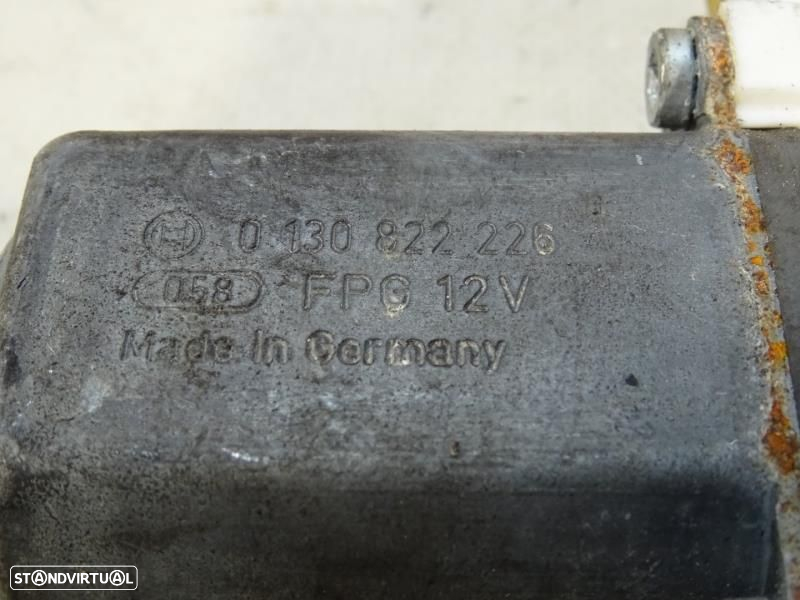 0 130 822 226
058 FPG 12V
Made in Germany
STANDVIRTUAL